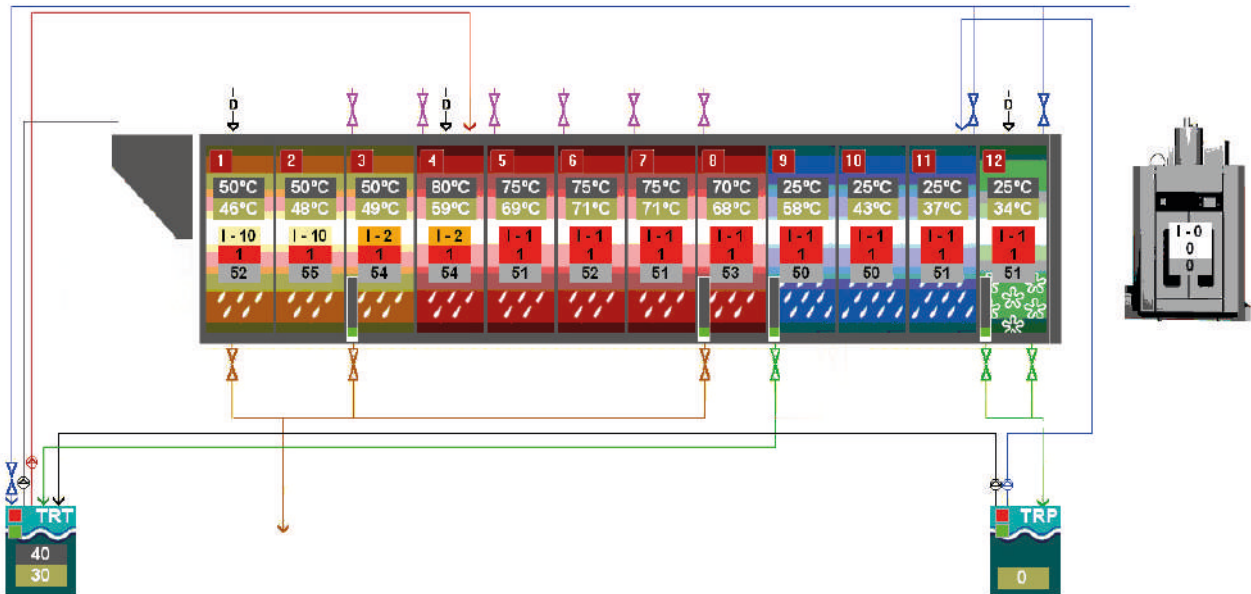 D D D
1 2 3 4 5 6 7 8 9 10 11 12
50°C 50°C 50°C 80°C 75°C 75°C 75°C 70°C 25°C 25°C 25°C 25°C
46°C 48°C 49°C 59°C 69°C 71°C 71°C 68°C 58°C 43°C 37°C 34°C
I - 10 I - 10 I - 2 I - 2 I - 1 I - 1 I - 1 I - 1 I - 1 I - 1 I - 1 I - 1 I - 0
1 1 1 1 1 1 1 1 1 1 1 1 0
52 55 54 54 51 52 51 53 50 50 51 51 0
TRT TRP
40
30 0